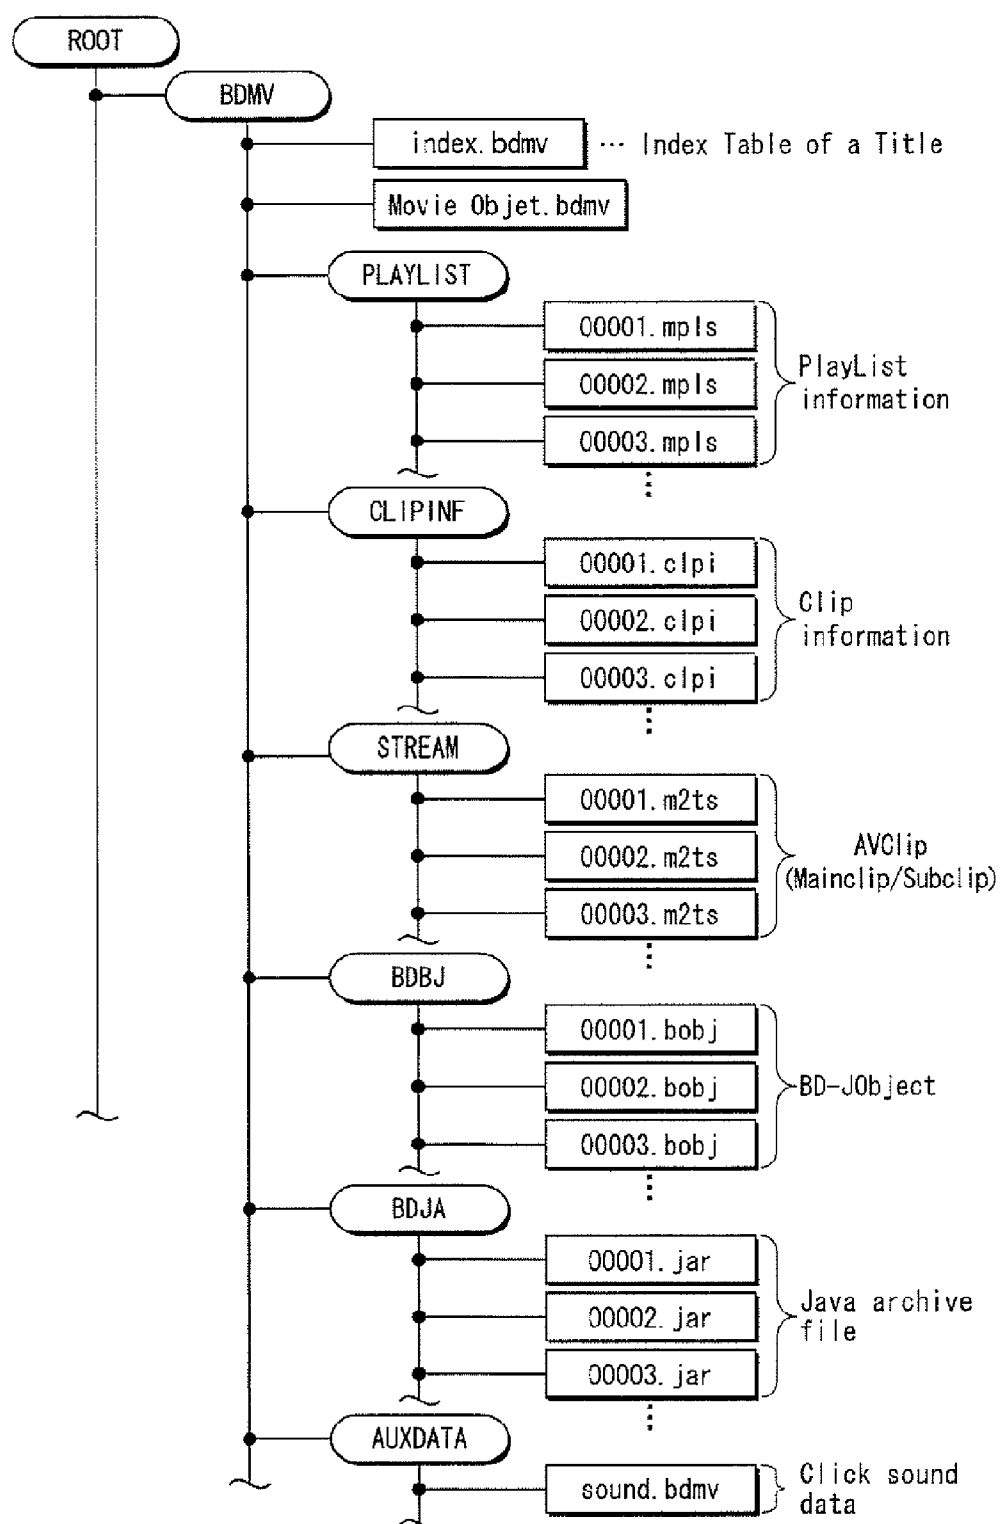 ROOT
BDMV
index.bdmv ... Index Table of a Title
Movie Objet.bdmv
PLAYLIST
00001.mpls
00002.mpls
00003.mpls
PlayList
information
CLIPINF
00001.clpi
00002.clpi
00003.clpi
Clip
information
STREAM
00001.m2ts
00002.m2ts
00003.m2ts
AVClip
(Mainclip/Subclip)
BDBJ
00001.bobj
00002.bobj
00003.bobj
BD-JObject
BDJA
00001.jar
00002.jar
00003.jar
Java archive
file
AUXDATA
sound.bdmv
Click sound
data